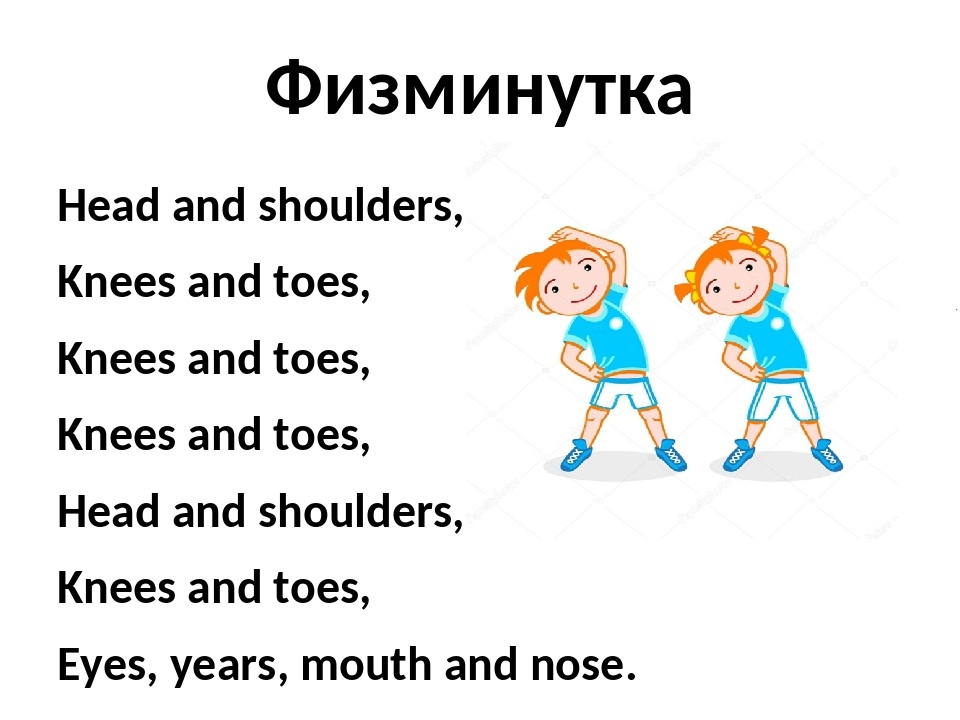 Физминутка
Head and shoulders,
Knees and toes,
Knees and toes,
Knees and toes,
Head and shoulders,
Knees and toes,
Eyes, years, mouth and nose.